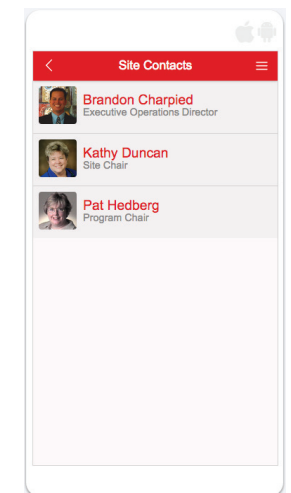 Site Contacts
Brandon Charpied
Executive Operations Director
Kathy Duncan
Site Chair
Pat Hedberg
Program Chair